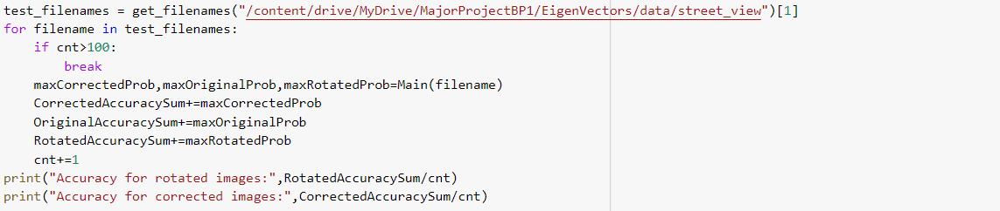 test_filenames = get_filenames("/content/drive/MyDrive/MajorProjectBP1/EigenVectors/data/street_view")[1]
for filename in test_filenames:
    if cnt>100:
        break
    maxCorrectedProb,maxOriginalProb,maxRotatedProb=Main(filename)
    CorrectedAccuracySum+=maxCorrectedProb
    OriginalAccuracySum+=maxOriginalProb
    RotatedAccuracySum+=maxRotatedProb
    cnt+=1
print("Accuracy for rotated images:",RotatedAccuracySum/cnt)
print("Accuracy for corrected images:",CorrectedAccuracySum/cnt)